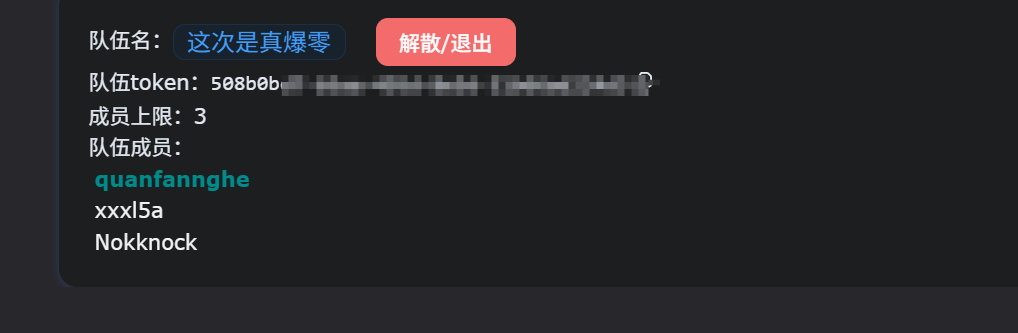 队伍名： 这次是真爆零 解散/退出
队伍token：508b0b
成员上限：3
队伍成员：
quanfannghe
xxxl5a
Nokknock